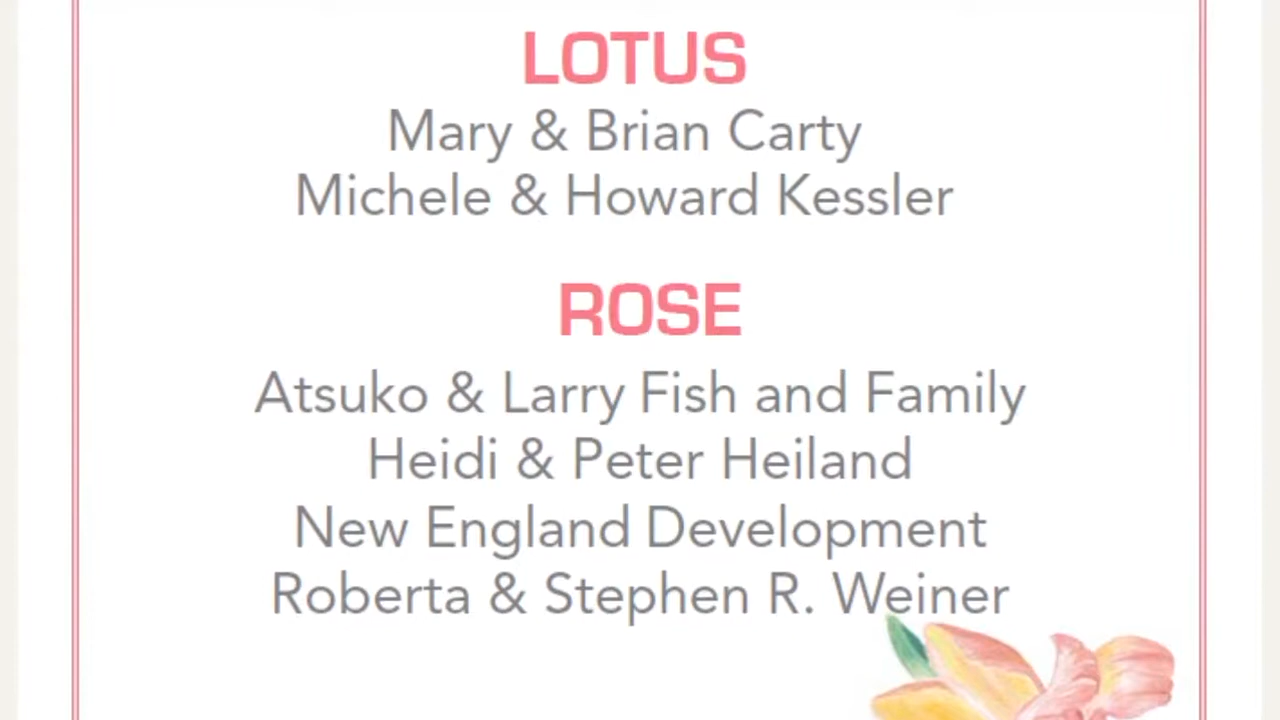 LOTUS
Mary & Brian Carty
Michele & Howard Kessler
ROSE
Atsuko & Larry Fish and Family
Heidi & Peter Heiland
New England Development
Roberta & Stephen R. Weiner